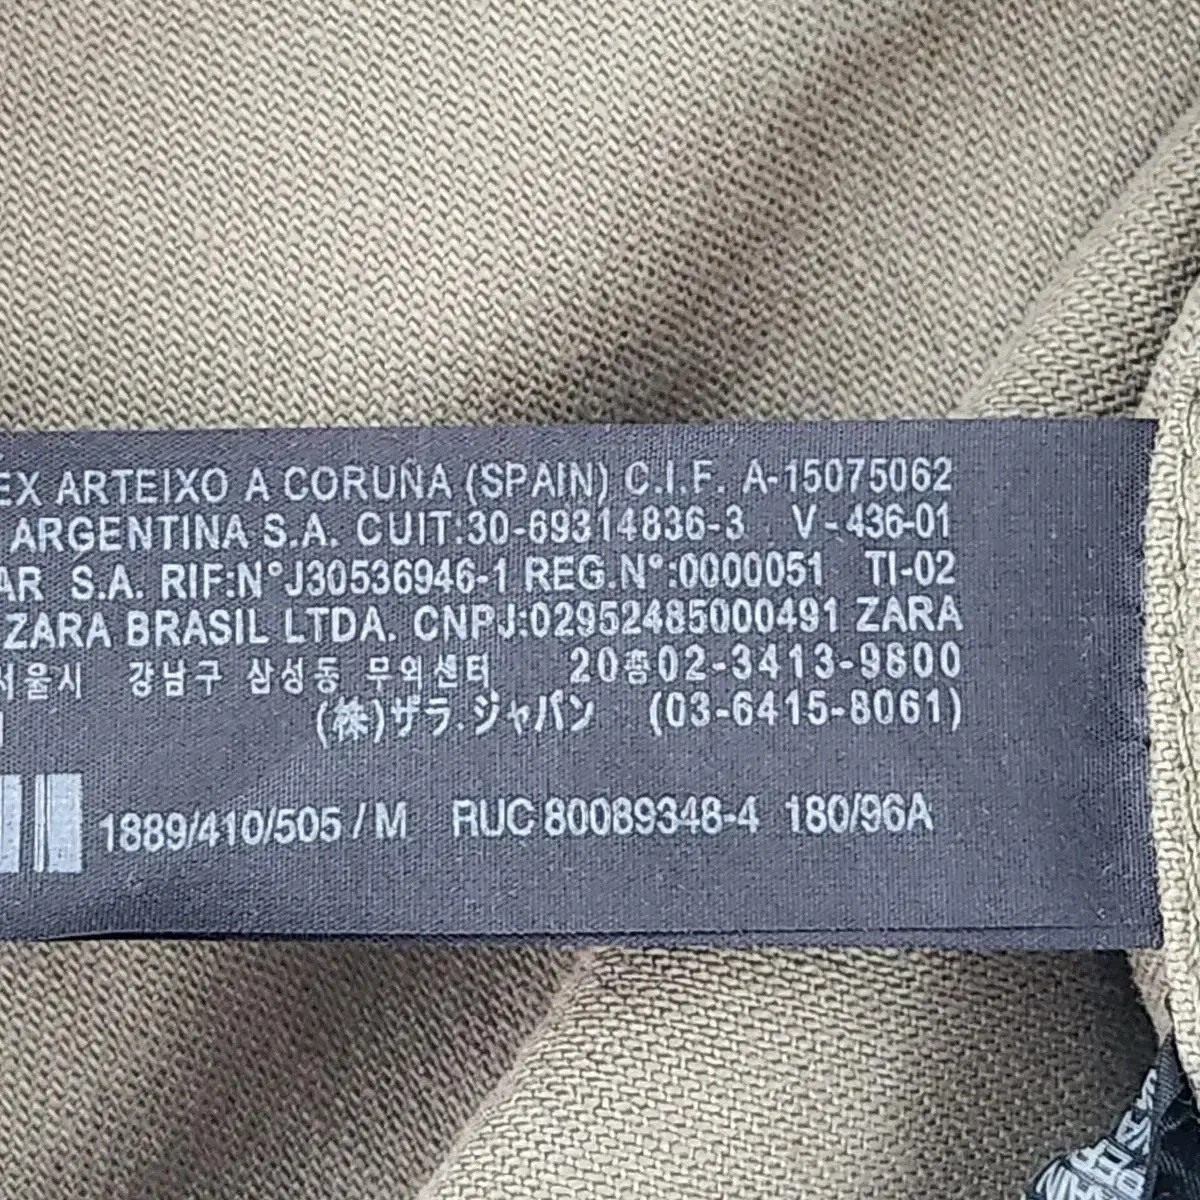 EX ARTEIXO A CORUÑA (SPAIN) C.I.F. A-15075062
ARGENTINA S.A. CUIT:30-69314836-3 V-436-01
AR S.A. RIF:N°J30536946-1 REG.N°:0000051 TI-02
ZARA BRASIL LTDA. CNPJ:02952485000491 ZARA
서울시 강남구 삼성동 무외센터 20층02-3413-9800
(株)ザラ.ジャパン (03-6415-8061)
1889/410/505 / M RUC 80089348-4 180/96A